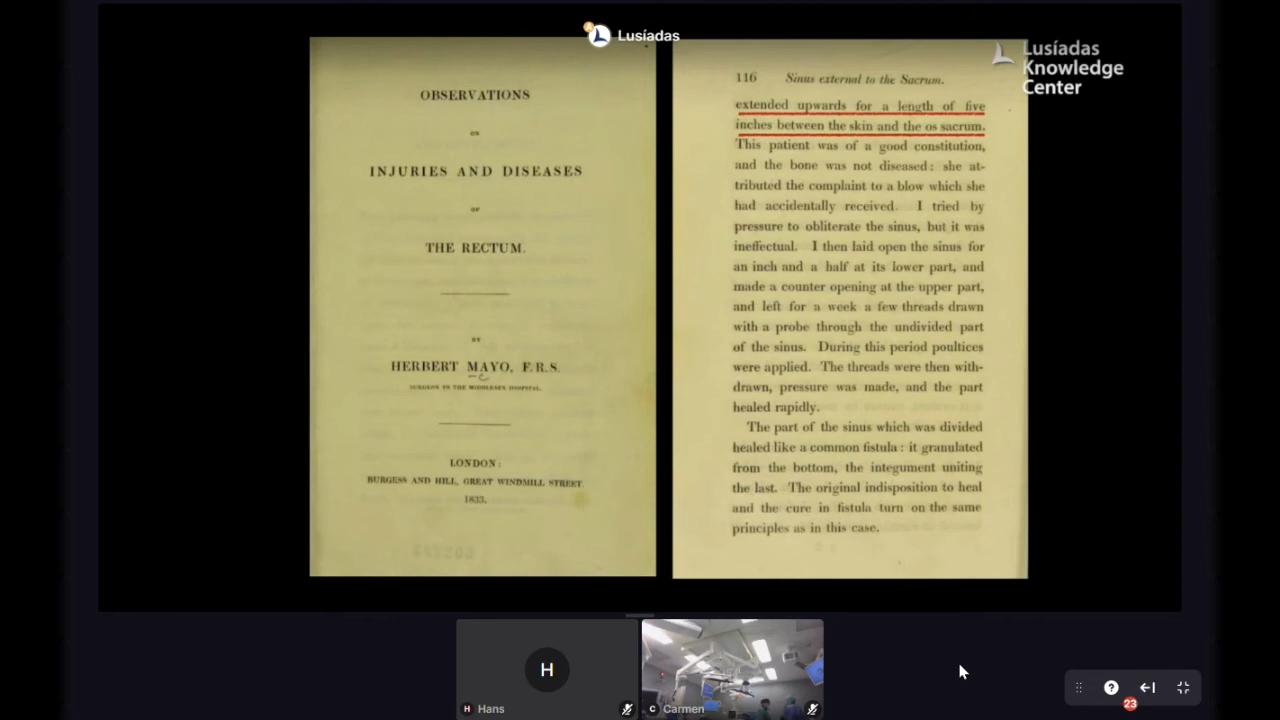 Lusíadas
Lusíadas
Knowledge
Center
OBSERVATIONS
ON
INJURIES AND DISEASES
OF
THE RECTUM.
BY
HERBERT MAYO, F.R.S.
SURGEON TO THE MIDDLESEX HOSPITAL.
LONDON:
BURGESS AND HILL, GREAT WINDMILL STREET.
1833.
116 Sinus external to the Sacrum.
extended upwards for a length of five
inches between the skin and the os sacrum.
This patient was of a good constitution,
and the bone was not diseased: she at-
tributed the complaint to a blow which she
had accidentally received. I tried by
pressure to obliterate the sinus, but it was
ineffectual. I then laid open the sinus for
an inch and a half at its lower part, and
made a counter opening at the upper part,
and left for a week a few threads drawn
with a probe through the undivided part
of the sinus. During this period poultices
were applied. The threads were then with-
drawn, pressure was made, and the part
healed rapidly.
The part of the sinus which was divided
healed like a common fistula: it granulated
from the bottom, the integument uniting
the last. The original indisposition to heal
and the cure in fistula turn on the same
principles as in this case.
H
H Hans
C Carmen
23